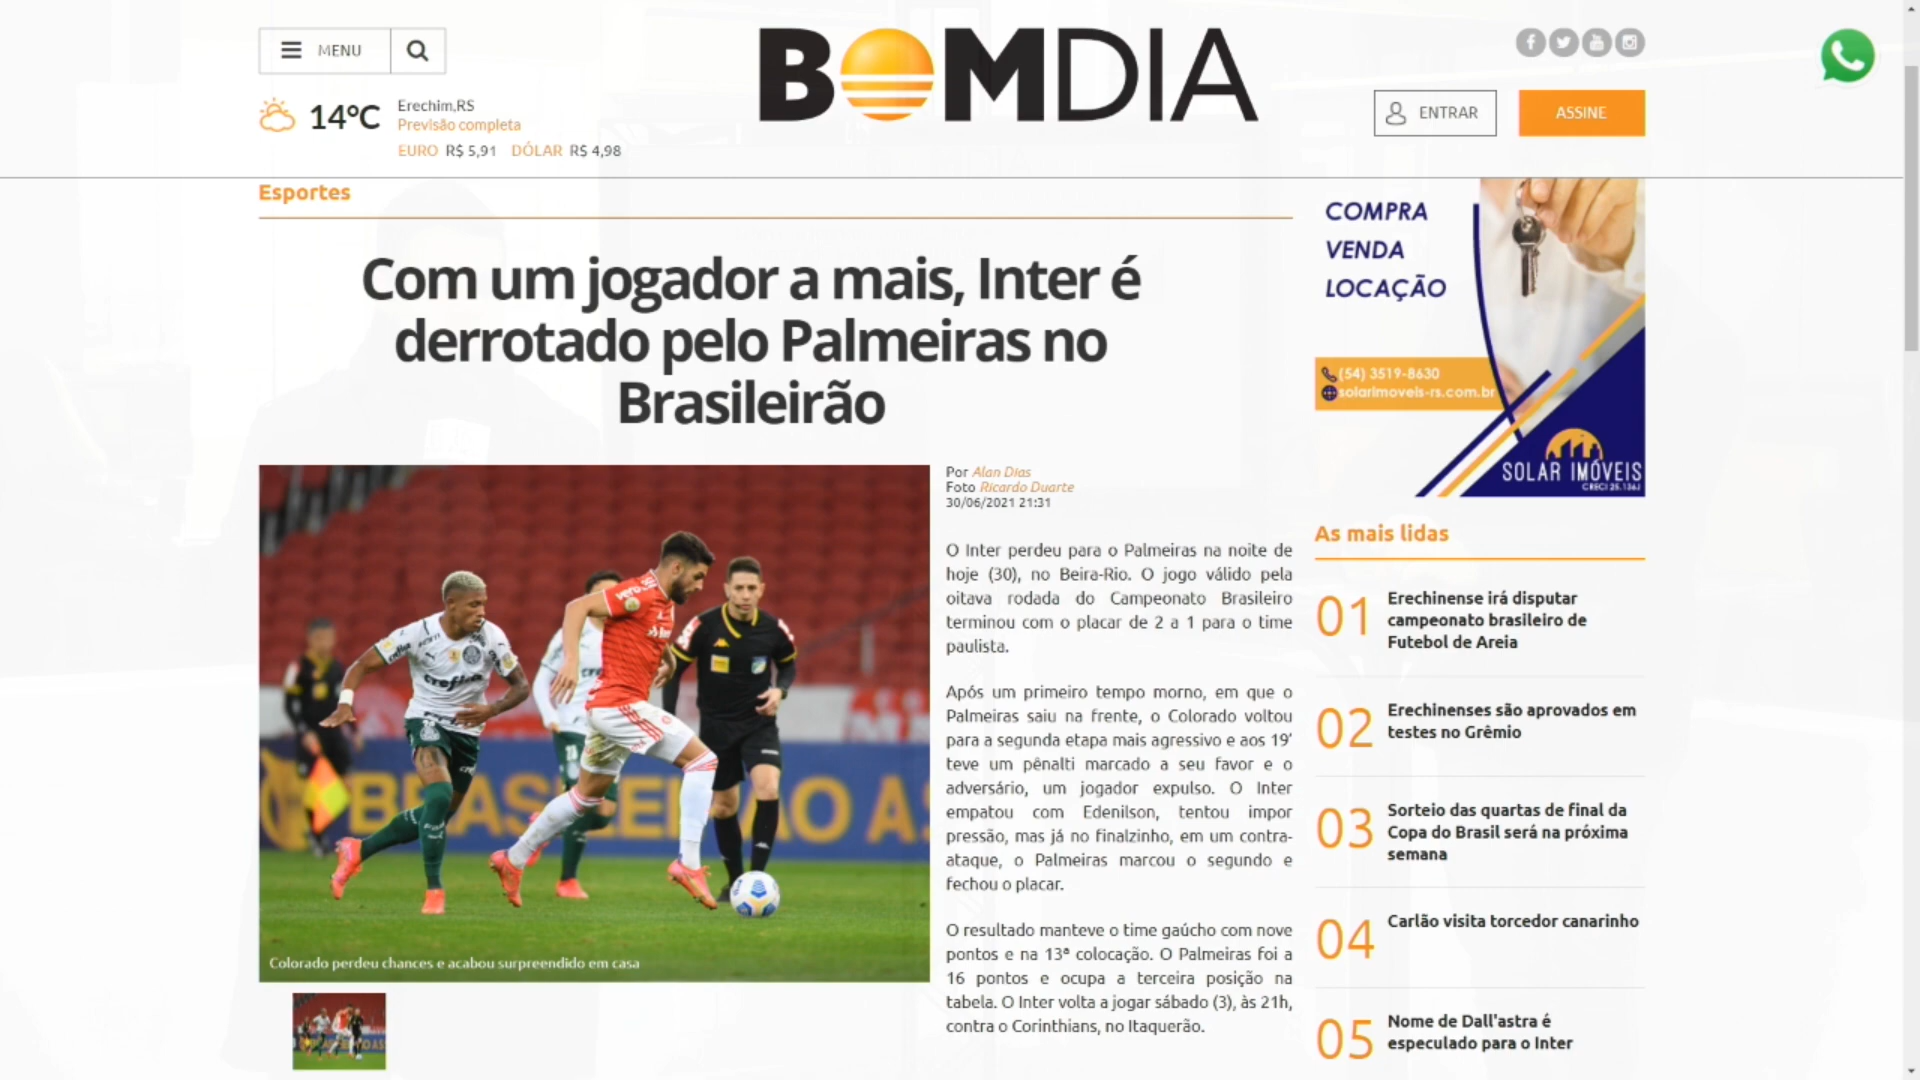 MENU
BOMDIA
14ºC
Erechim,RS
Previsão completa
EURO R$ 5,91 DÓLAR R$ 4,98
ENTRAR
ASSINE
Esportes
Com um jogador a mais, Inter é
derrotado pelo Palmeiras no
Brasileirão
Por Alan Dias
Foto Ricardo Duarte
30/06/2021 21:31
O Inter perdeu para o Palmeiras na noite de
hoje (30), no Beira-Rio. O jogo válido pela
oitava rodada do Campeonato Brasileiro
terminou com o placar de 2 a 1 para o time
paulista.
Após um primeiro tempo morno, em que o
Palmeiras saiu na frente, o Colorado voltou
para a segunda etapa mais agressivo e aos 19’
teve um pênalti marcado a seu favor e o
adversário, um jogador expulso. O Inter
empatou com Edenilson, tentou impor
pressão, mas já no finalzinho, em um contra-
ataque, o Palmeiras marcou o segundo e
fechou o placar.
O resultado manteve o time gaúcho com nove
pontos e na 13ª colocação. O Palmeiras foi a
16 pontos e ocupa a terceira posição na
tabela. O Inter volta a jogar sábado (3), às 21h,
contra o Corinthians, no Itaquerão.
crefisa
BRASILEIRÃO AS
Colorado perdeu chances e acabou surpreendido em casa
COMPRA
VENDA
LOCAÇÃO
(54) 3519-8630
solarimoveis-rs.com.br
SOLAR IMÓVEIS
CRECI 25.136J
As mais lidas
01 Erechinense irá disputar
campeonato brasileiro de
Futebol de Areia
02 Erechinenses são aprovados em
testes no Grêmio
03 Sorteio das quartas de final da
Copa do Brasil será na próxima
semana
04 Carlão visita torcedor canarinho
05 Nome de Dall'astra é
especulado para o Inter